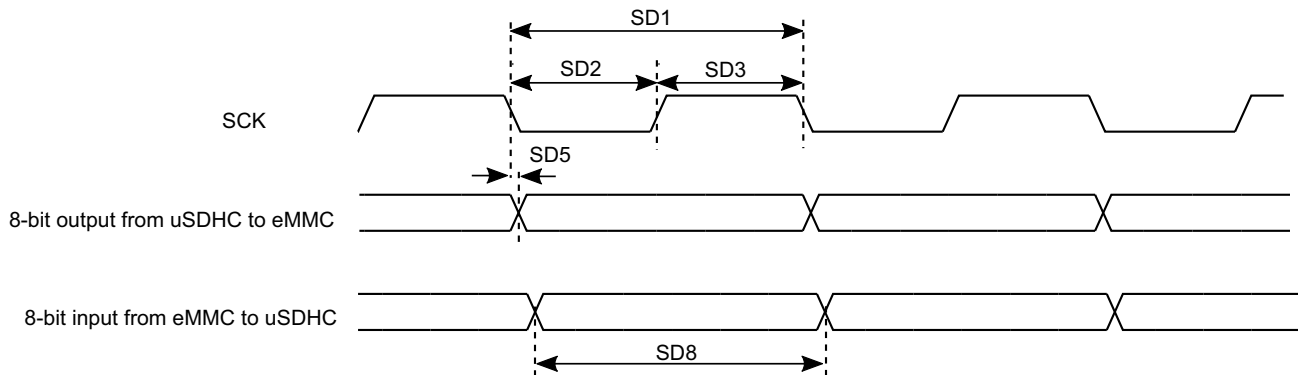 SD1
SD2
SD3
SCK
SD5
8-bit output from uSDHC to eMMC
8-bit input from eMMC to uSDHC
SD8